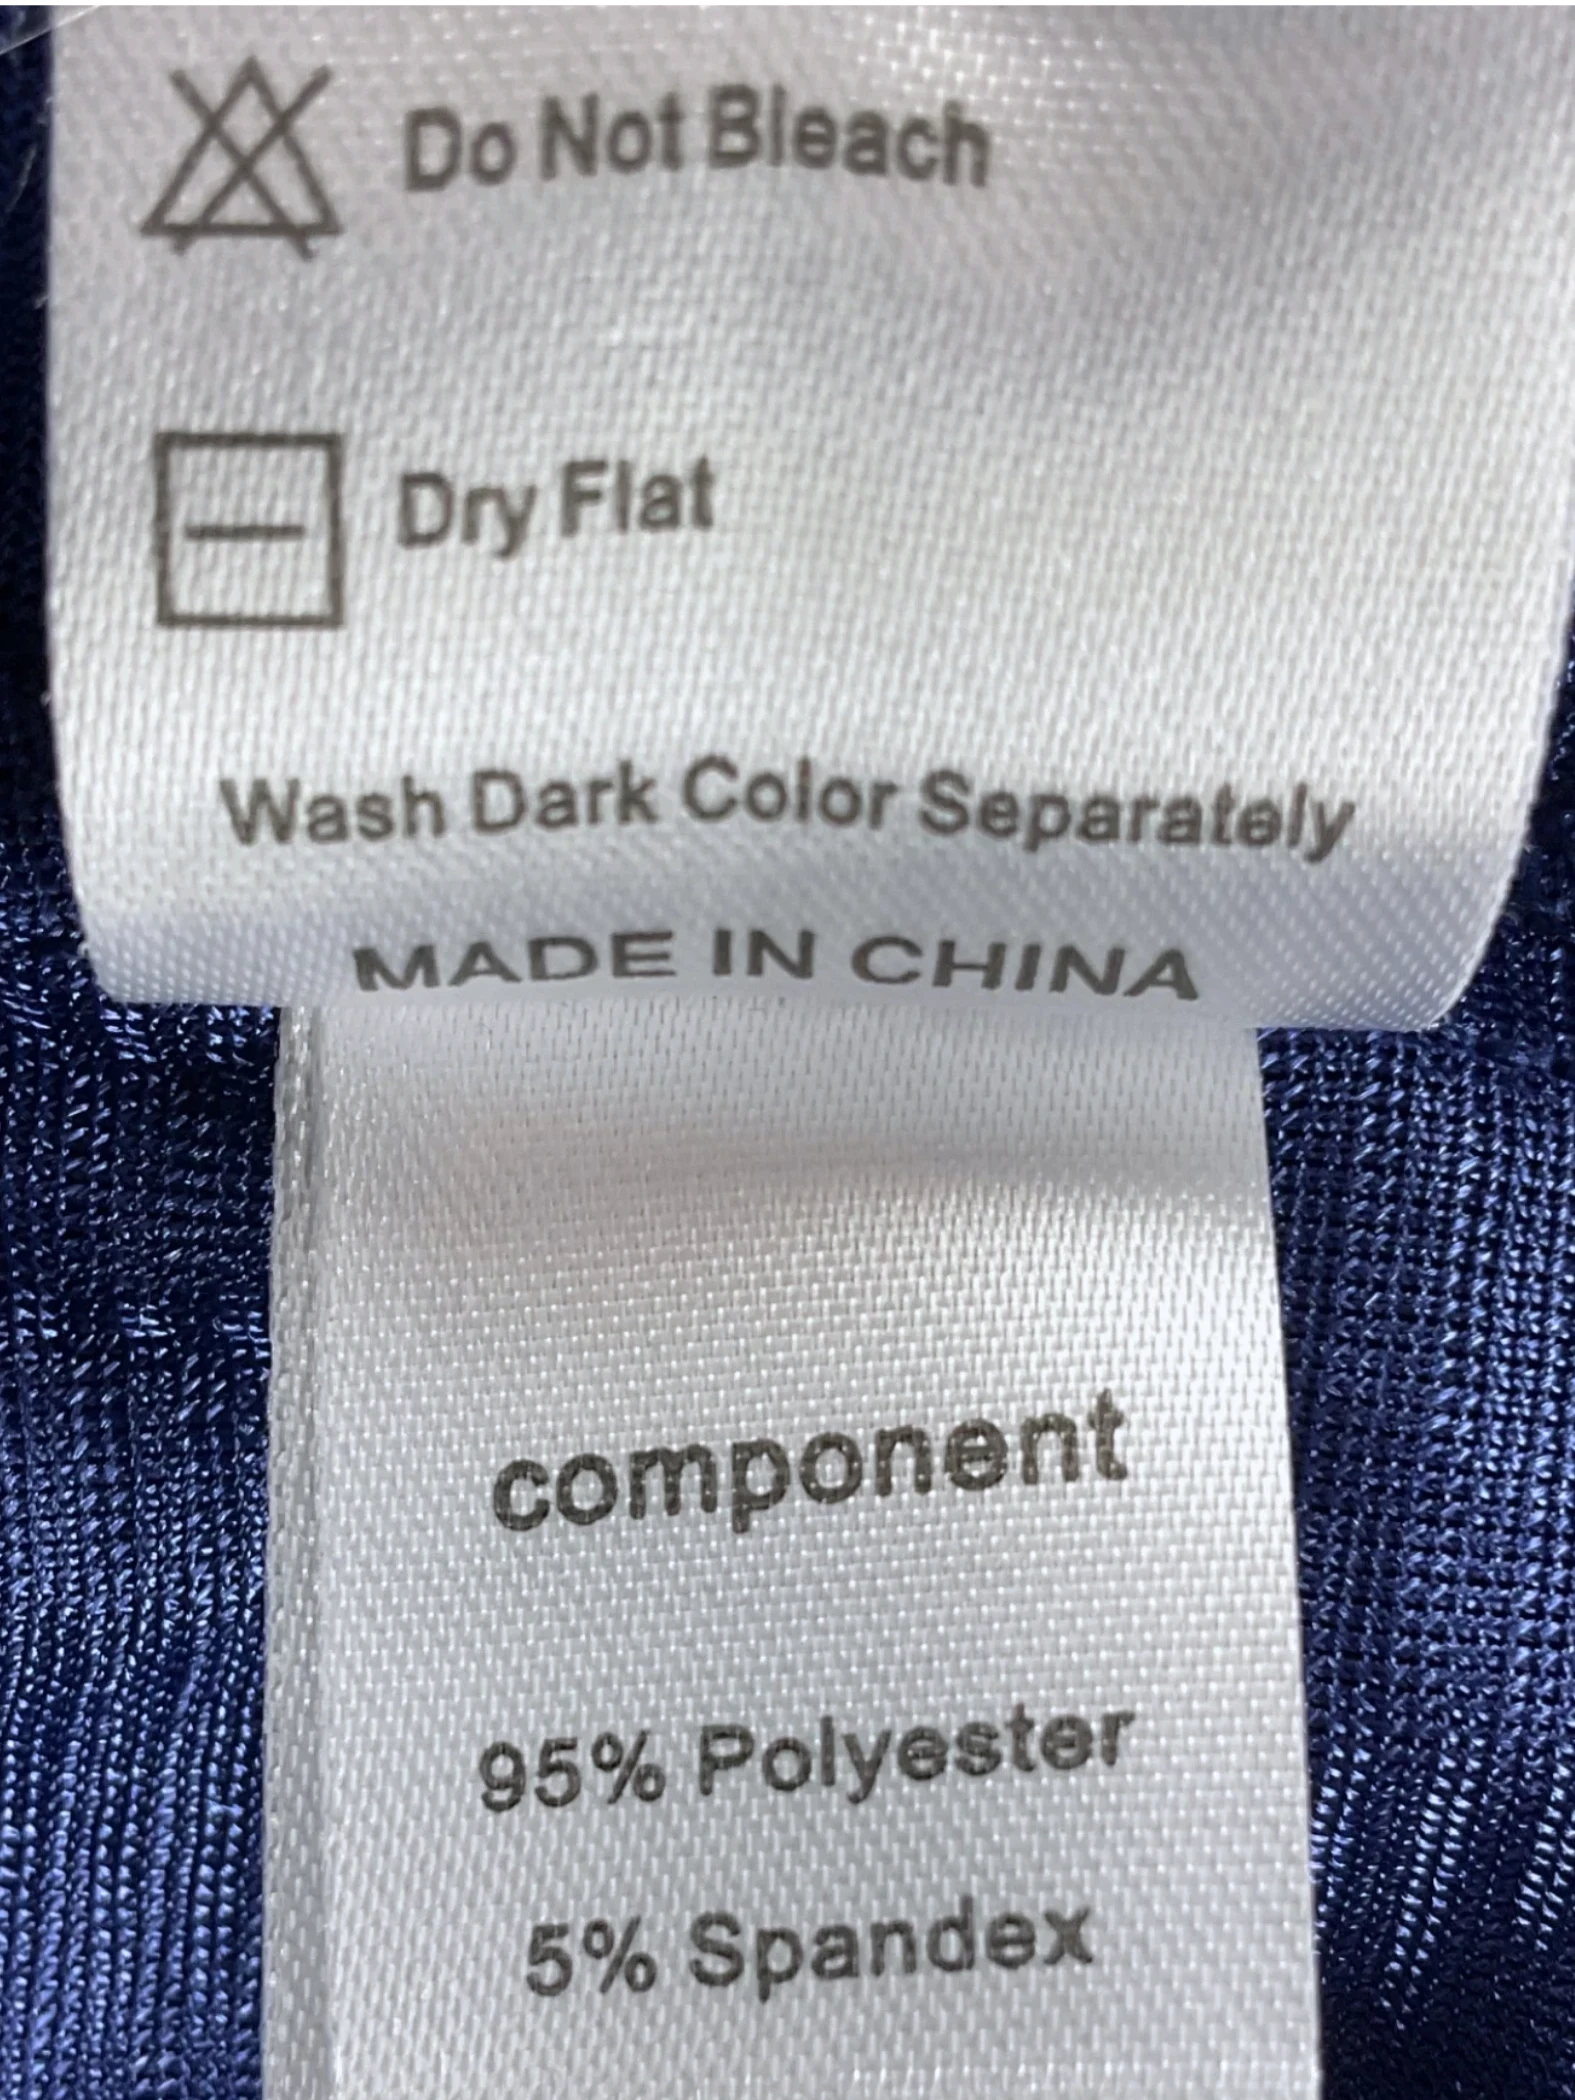 Do Not Bleach
Dry Flat
Wash Dark Color Separately
MADE IN CHINA
component
95% Polyester
5% Spandex